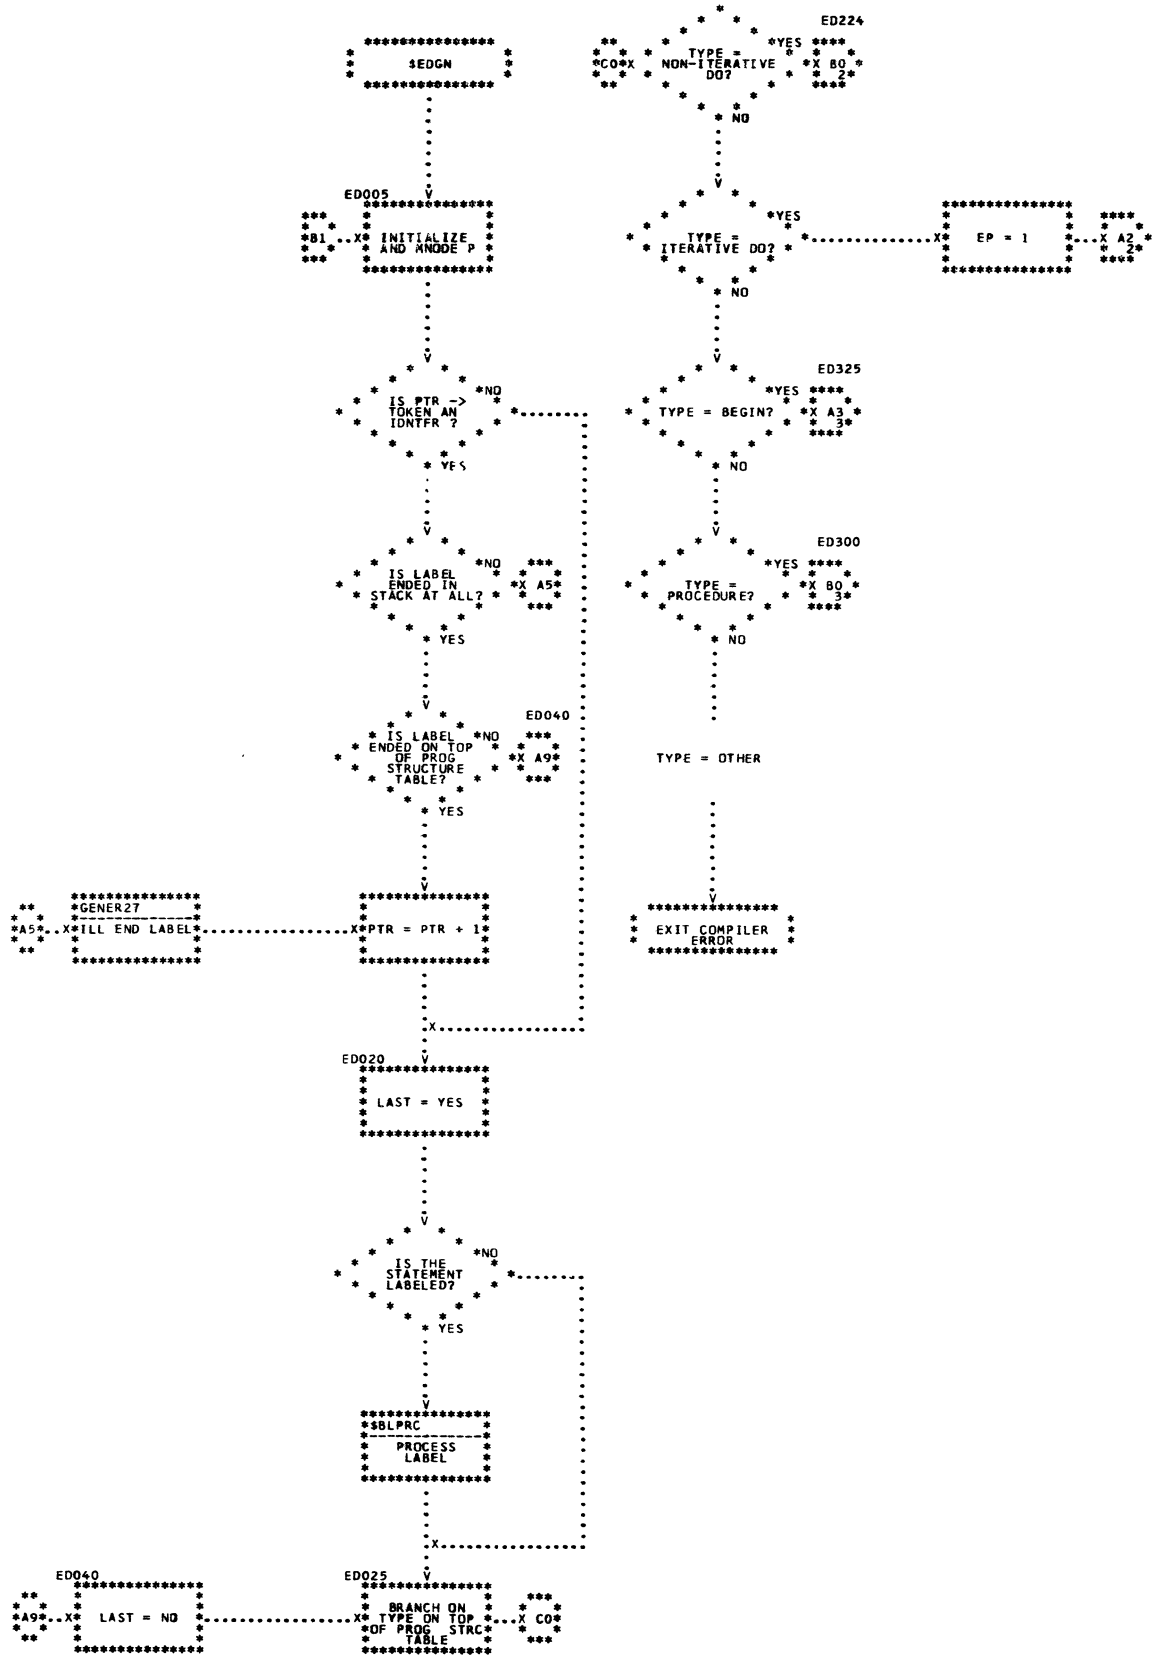 $EDGN
ED005
B1
INITIALIZE
AND MNODE P
IS PTR ->
TOKEN AN
IDNTFR ?
NO
YES
IS LABEL
ENDED IN
STACK AT ALL?
NO
X A5
YES
ED040
IS LABEL
ENDED ON TOP
OF PROG
STRUCTURE
TABLE?
NO
X A9
YES
A5
X
GENER27
ILL END LABEL
X
PTR = PTR + 1
X
ED020
LAST = YES
IS THE
STATEMENT
LABELED?
NO
YES
$BLPRC
PROCESS
LABEL
X
ED040
A9
X
LAST = NO
X
ED025
BRANCH ON
TYPE ON TOP
OF PROG STRC
TABLE
X C0
ED224
C0
X
TYPE =
NON-ITERATIVE
DO?
YES
X B0
2
NO
TYPE =
ITERATIVE DO?
YES
X
EP = 1
X A2
2
NO
ED325
TYPE = BEGIN?
YES
X A3
3
NO
ED300
TYPE =
PROCEDURE?
YES
X B0
3
NO
TYPE = OTHER
EXIT COMPILER
ERROR